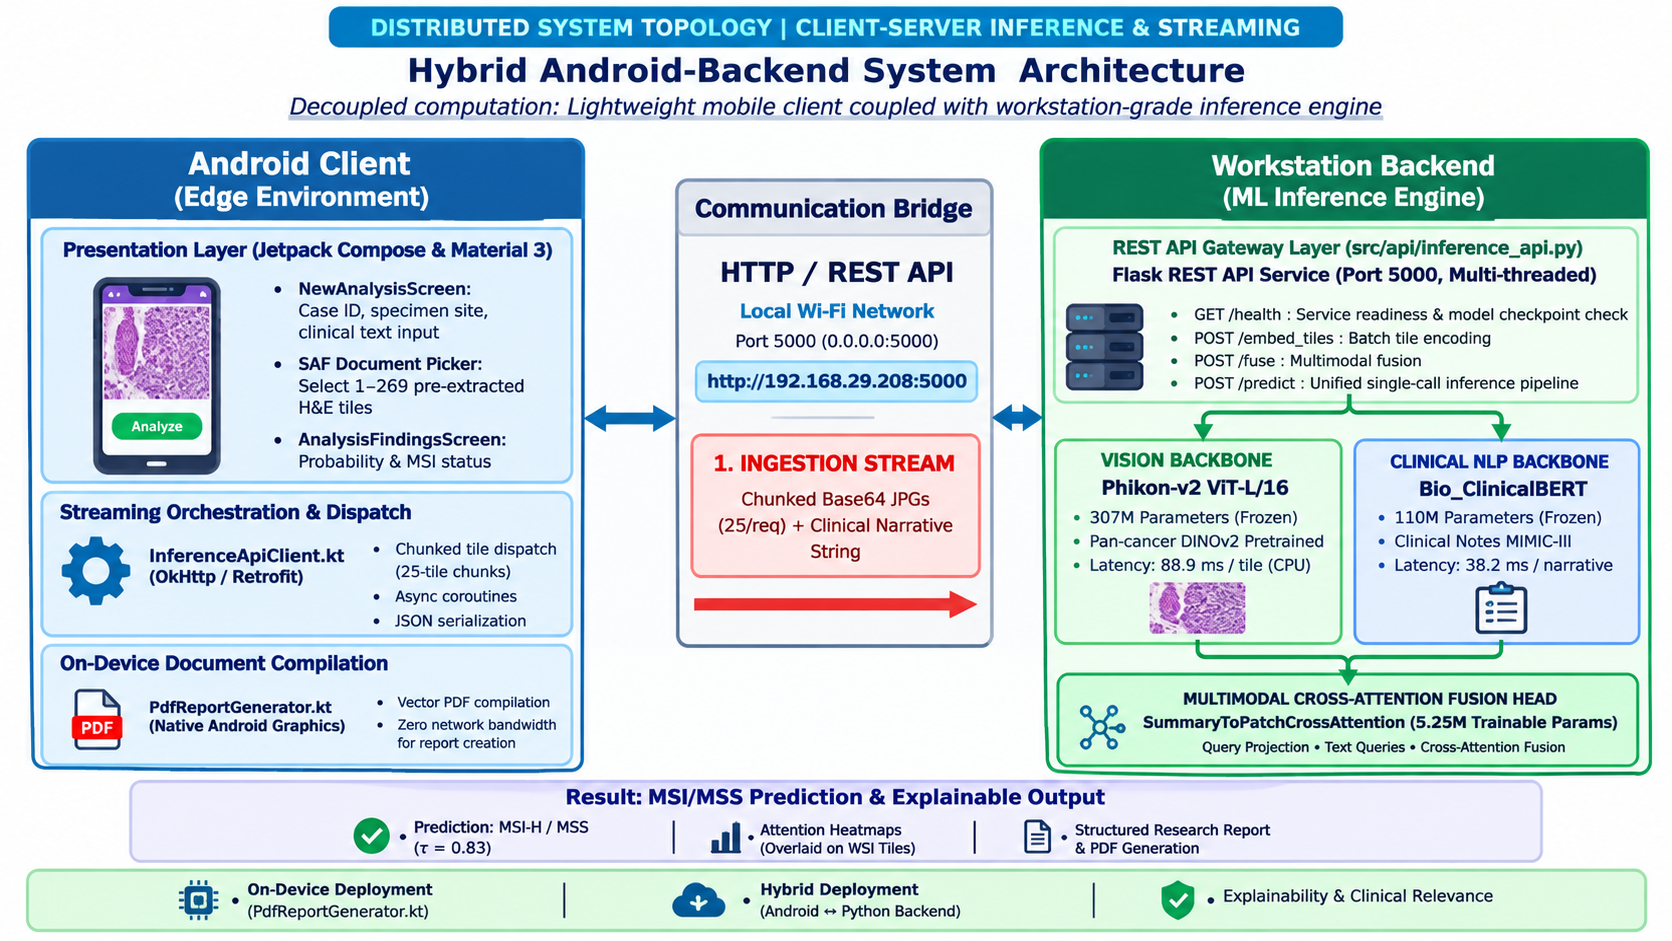 DISTRIBUTED SYSTEM TOPOLOGY | CLIENT-SERVER INFERENCE & STREAMING
Hybrid Android-Backend System Architecture
Decoupled computation: Lightweight mobile client coupled with workstation-grade inference engine
Android Client
(Edge Environment)
Presentation Layer (Jetpack Compose & Material 3)
Analyze
• NewAnalysisScreen:
Case ID, specimen site,
clinical text input
• SAF Document Picker:
Select 1–269 pre-extracted
H&E tiles
• AnalysisFindingsScreen:
Probability & MSI status
Streaming Orchestration & Dispatch
InferenceApiClient.kt
(OkHttp / Retrofit)
• Chunked tile dispatch
(25-tile chunks)
• Async coroutines
• JSON serialization
On-Device Document Compilation
PDF
PdfReportGenerator.kt
(Native Android Graphics)
• Vector PDF compilation
• Zero network bandwidth
for report creation
Communication Bridge
HTTP / REST API
Local Wi-Fi Network
Port 5000 (0.0.0.0:5000)
http://192.168.29.208:5000
1. INGESTION STREAM
Chunked Base64 JPGs
(25/req) + Clinical Narrative
String
Workstation Backend
(ML Inference Engine)
REST API Gateway Layer (src/api/inference_api.py)
Flask REST API Service (Port 5000, Multi-threaded)
• GET /health : Service readiness & model checkpoint check
• POST /embed_tiles : Batch tile encoding
• POST /fuse : Multimodal fusion
• POST /predict : Unified single-call inference pipeline
VISION BACKBONE
Phikon-v2 ViT-L/16
• 307M Parameters (Frozen)
• Pan-cancer DINOv2 Pretrained
• Latency: 88.9 ms / tile (CPU)
CLINICAL NLP BACKBONE
Bio_ClinicalBERT
• 110M Parameters (Frozen)
• Clinical Notes MIMIC-III
• Latency: 38.2 ms / narrative
MULTIMODAL CROSS-ATTENTION FUSION HEAD
SummaryToPatchCrossAttention (5.25M Trainable Params)
Query Projection • Text Queries • Cross-Attention Fusion
Result: MSI/MSS Prediction & Explainable Output
• Prediction: MSI-H / MSS
(τ = 0.83)
• Attention Heatmaps
(Overlaid on WSI Tiles)
• Structured Research Report
& PDF Generation
• On-Device Deployment
(PdfReportGenerator.kt)
• Hybrid Deployment
(Android ↔ Python Backend)
• Explainability & Clinical Relevance